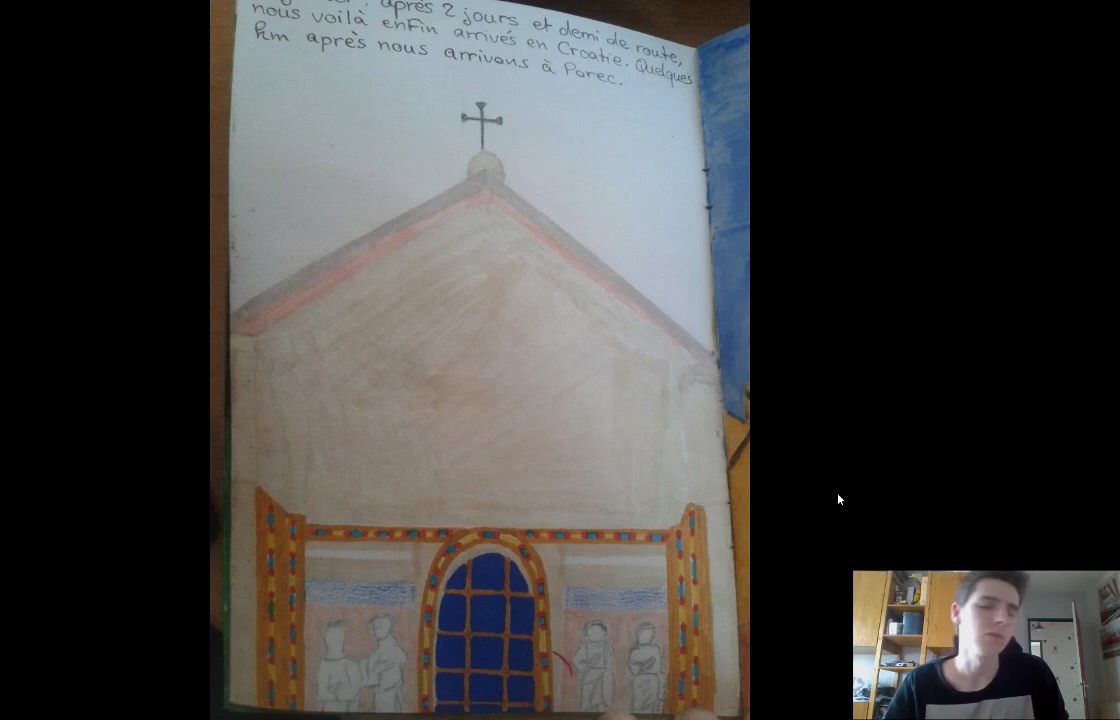 après 2 jours et demi de route,
nous voilà enfin arrivés en Croatie. Quelques
km après nous arrivons à Porec.